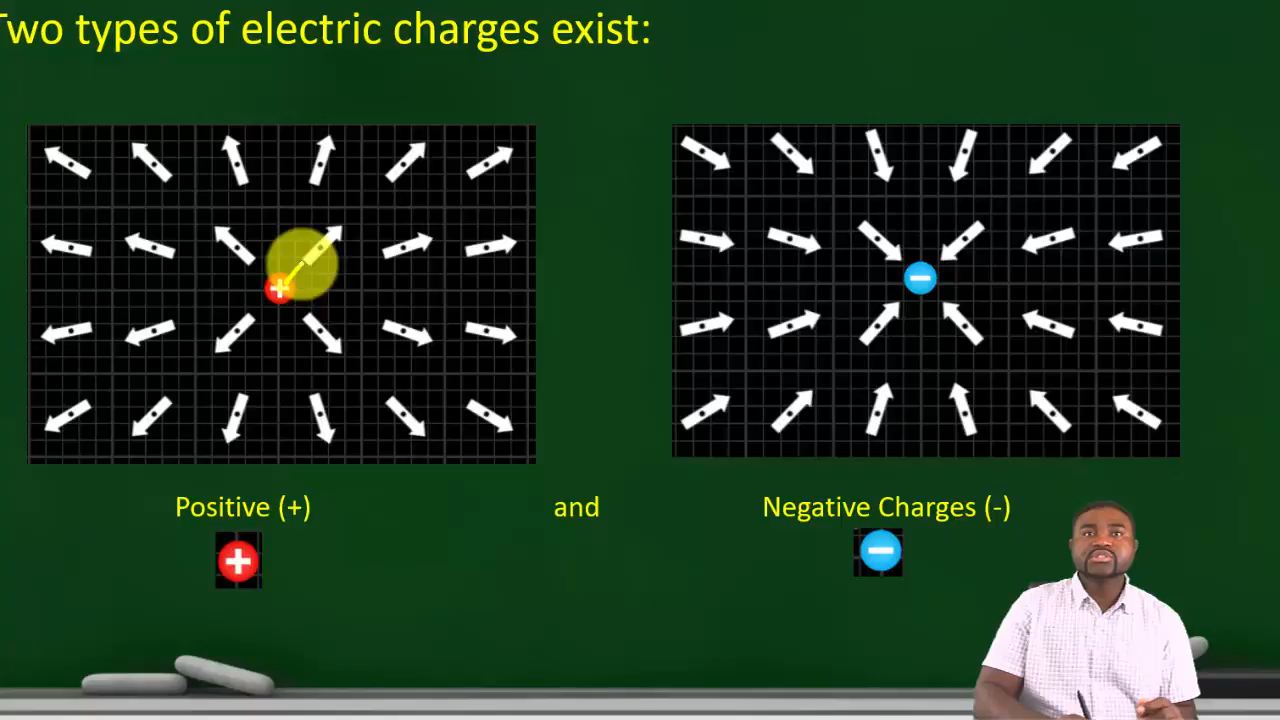 Two types of electric charges exist:
Positive (+) and Negative Charges (-)